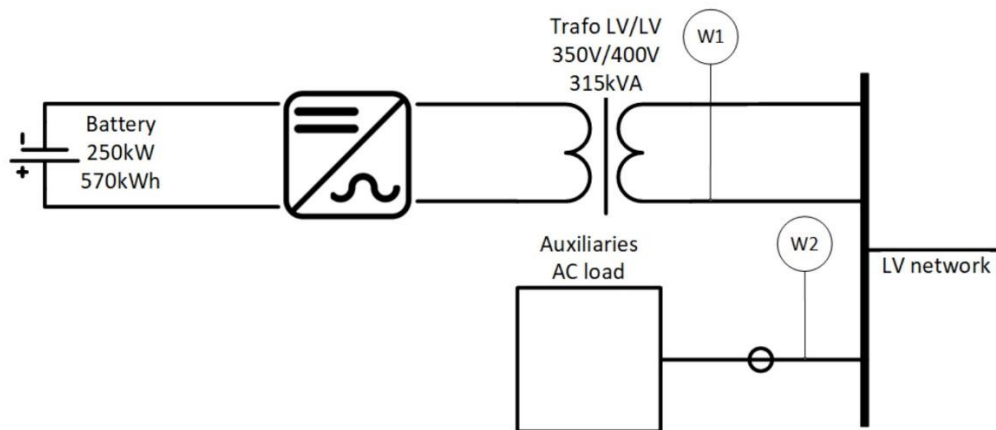 Trafo LV/LV
350V/400V
315kVA
W1
Battery
250kW
570kWh
Auxiliaries
AC load
W2
LV network